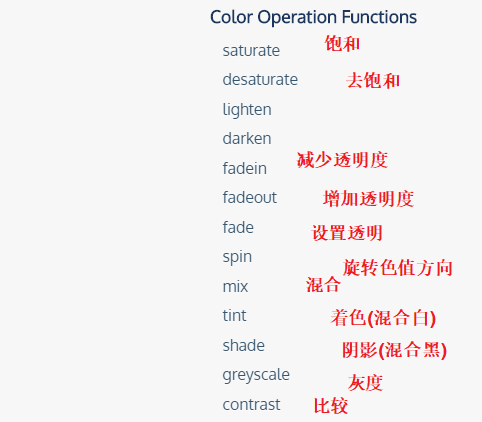 Color Operation Functions
saturate 饱和
desaturate 去饱和
lighten
darken
fadein 减少透明度
fadeout 增加透明度
fade 设置透明
spin 旋转色值方向
mix 混合
tint 着色(混合白)
shade 阴影(混合黑)
greyscale 灰度
contrast 比较